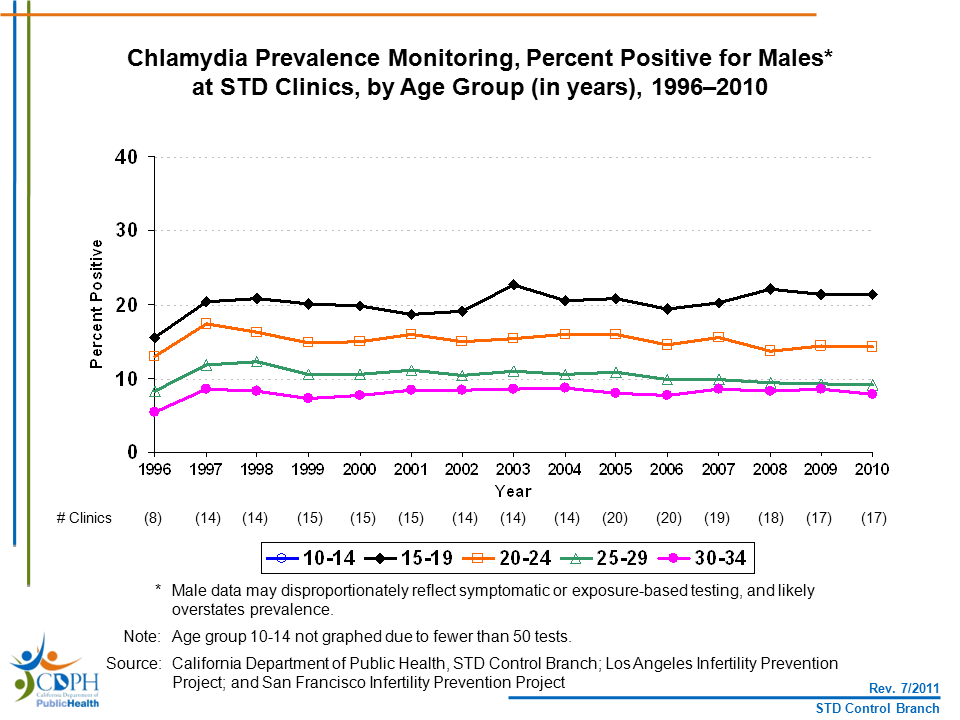 Chlamydia Prevalence Monitoring, Percent Positive for Males*
at STD Clinics, by Age Group (in years), 1996–2010
40
30
20
10
0
Percent Positive
1996 1997 1998 1999 2000 2001 2002 2003 2004 2005 2006 2007 2008 2009 2010
Year
# Clinics (8) (14) (14) (15) (15) (15) (14) (14) (14) (20) (20) (19) (18) (17) (17)
10-14 15-19 20-24 25-29 30-34
* Male data may disproportionately reflect symptomatic or exposure-based testing, and likely
overstates prevalence.
Note: Age group 10-14 not graphed due to fewer than 50 tests.
Source: California Department of Public Health, STD Control Branch; Los Angeles Infertility Prevention
Project; and San Francisco Infertility Prevention Project
CDPH
California Department of
PublicHealth
Rev. 7/2011
STD Control Branch